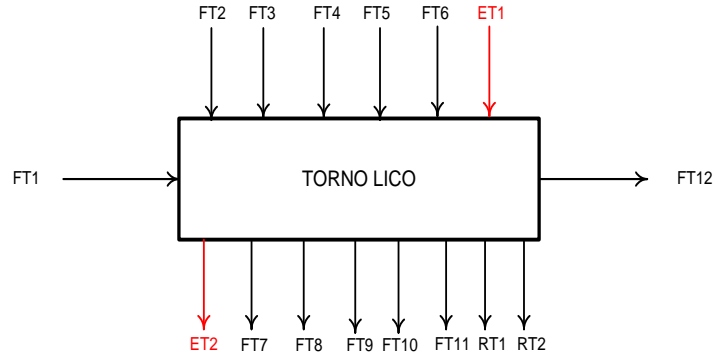 FT2 FT3 FT4 FT5 FT6 ET1
FT1 TORNO LICO FT12
ET2 FT7 FT8 FT9 FT10 FT11 RT1 RT2